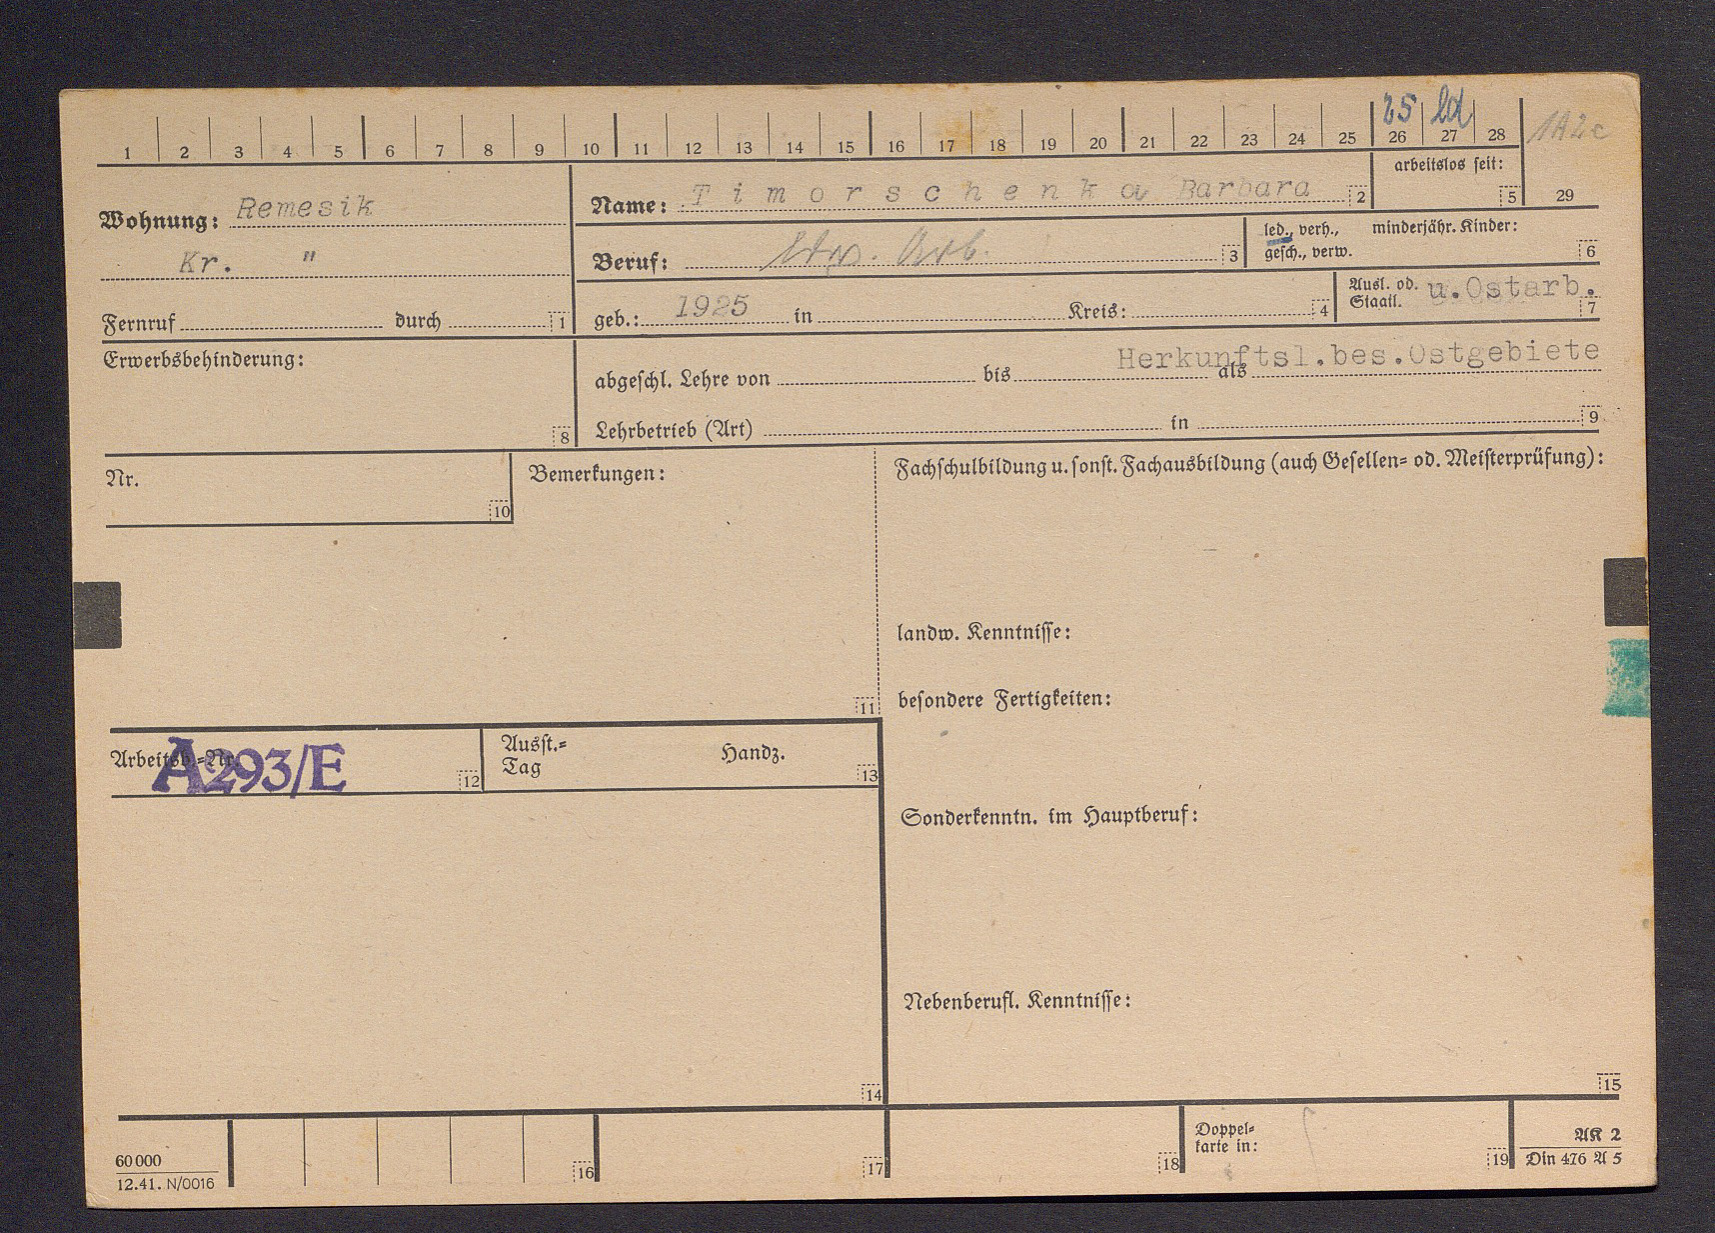 25 ld
1 2 3 4 5 6 7 8 9 10 11 12 13 14 15 16 17 18 19 20 21 22 23 24 25 26 27 28
1A2c
29
Wohnung: Remesik
Kr. "
Fernruf durch 1
Name: Timorschenka Barbara 2
arbeitslos seit:
5
Beruf: Ldw. Arb. 3
led., verh., minderjähr. Kinder:
gesch., verw. 6
geb.: 1925 in Kreis: 4
Ausl. od. u.Ostarb.
Staatl. 7
Erwerbsbehinderung:
8
Herkunftsl.bes.Ostgebiete
abgeschl. Lehre von bis als
Lehrbetrieb (Art) in 9
Nr.
10
Bemerkungen:
11
Fachschulbildung u. sonst. Fachausbildung (auch Gesellen- od. Meisterprüfung):
landw. Kenntnisse:
besondere Fertigkeiten:
Arbeitsb.-Nr. 12
A293/E
Ausst.- Handz.
Tag 13
Sonderkenntn. im Hauptberuf:
Nebenberufl. Kenntnisse:
14
15
60 000
12.41. N/0016
16
17
18
Doppel-
karte in:
19
AK 2
Din 476 A 5